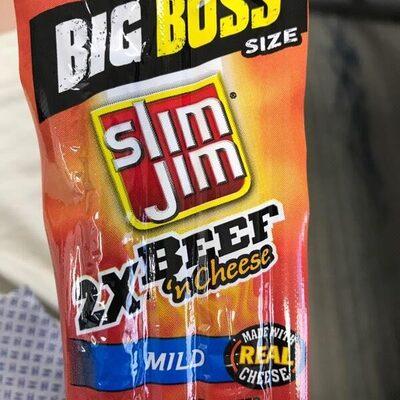 BIG BOSS
SIZE
Slim
Jim
®
2X BEEF
'n Cheese
MILD
MADE WITH
REAL
CHEESE